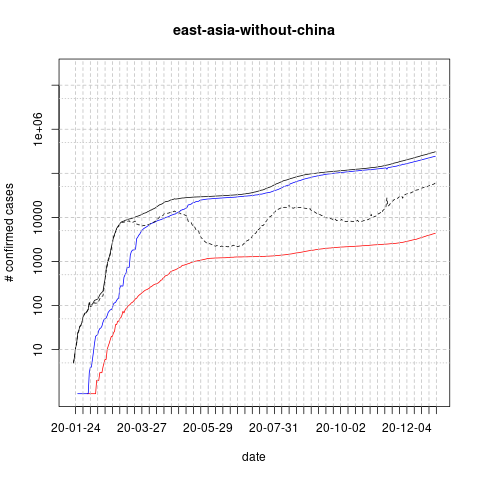 east-asia-without-china
# confirmed cases
1e+06
10000
1000
100
10
20-01-24 20-03-27 20-05-29 20-07-31 20-10-02 20-12-04
date